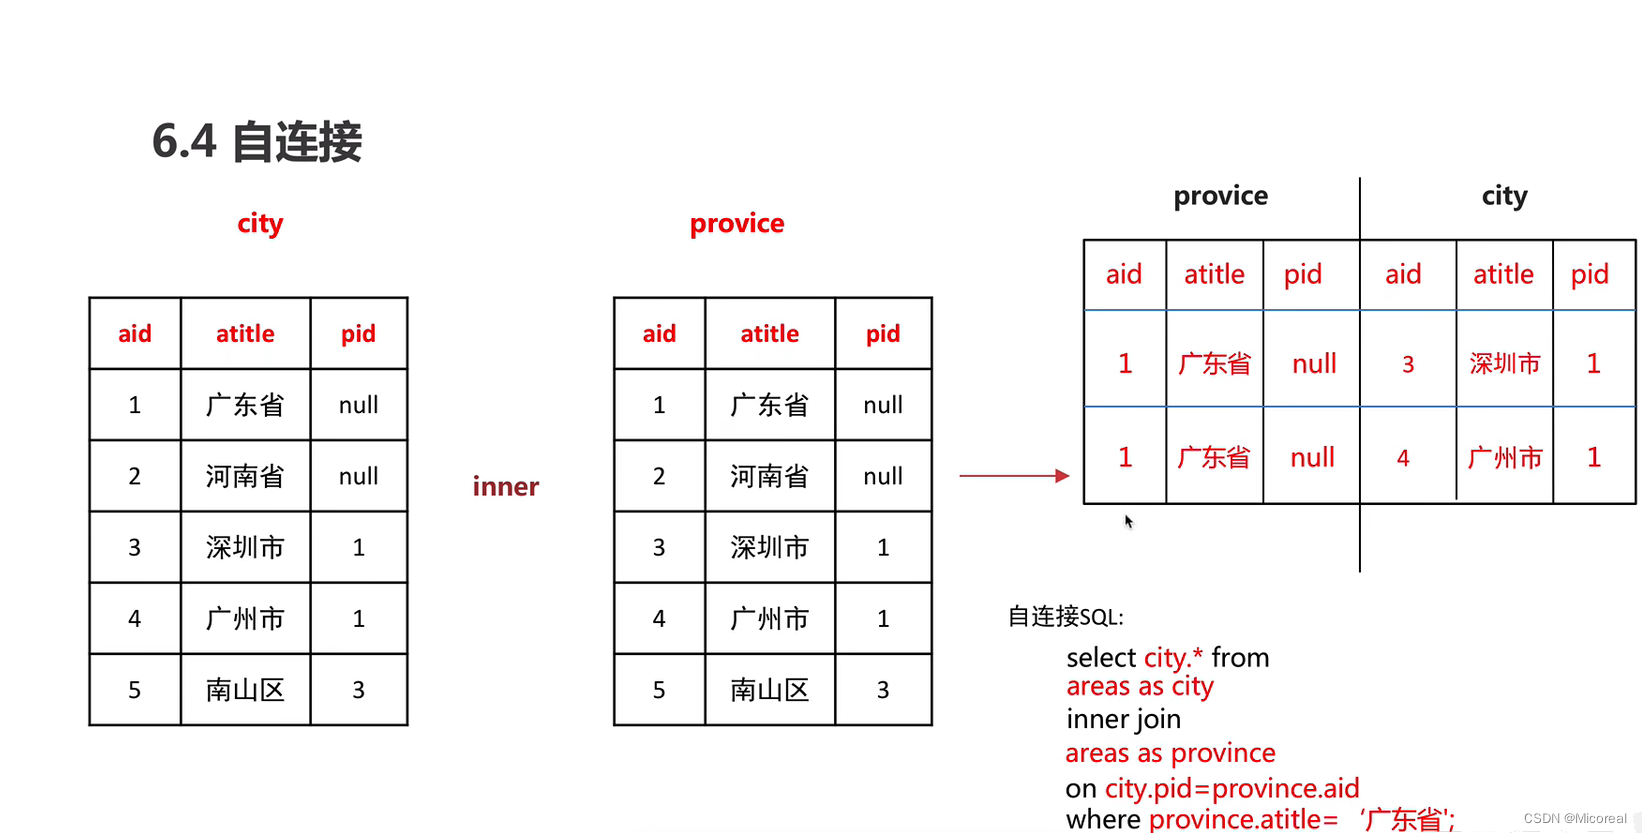 6.4 自连接
city
aid atitle pid
1 广东省 null
2 河南省 null
3 深圳市 1
4 广州市 1
5 南山区 3
inner
provice
aid atitle pid
1 广东省 null
2 河南省 null
3 深圳市 1
4 广州市 1
5 南山区 3
provice city
aid atitle pid aid atitle pid
1 广东省 null 3 深圳市 1
1 广东省 null 4 广州市 1
自连接SQL:
select city.* from
areas as city
inner join
areas as province
on city.pid=province.aid
where province.atitle= ‘广东省’;
CSDN @Micoreal